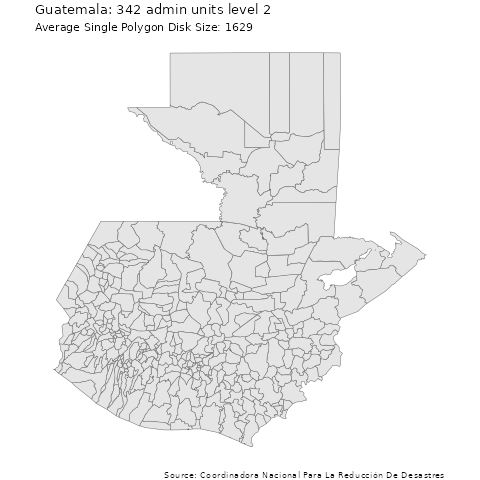 Guatemala: 342 admin units level 2
Average Single Polygon Disk Size: 1629
Source: Coordinadora Nacional Para La Reducción De Desastres